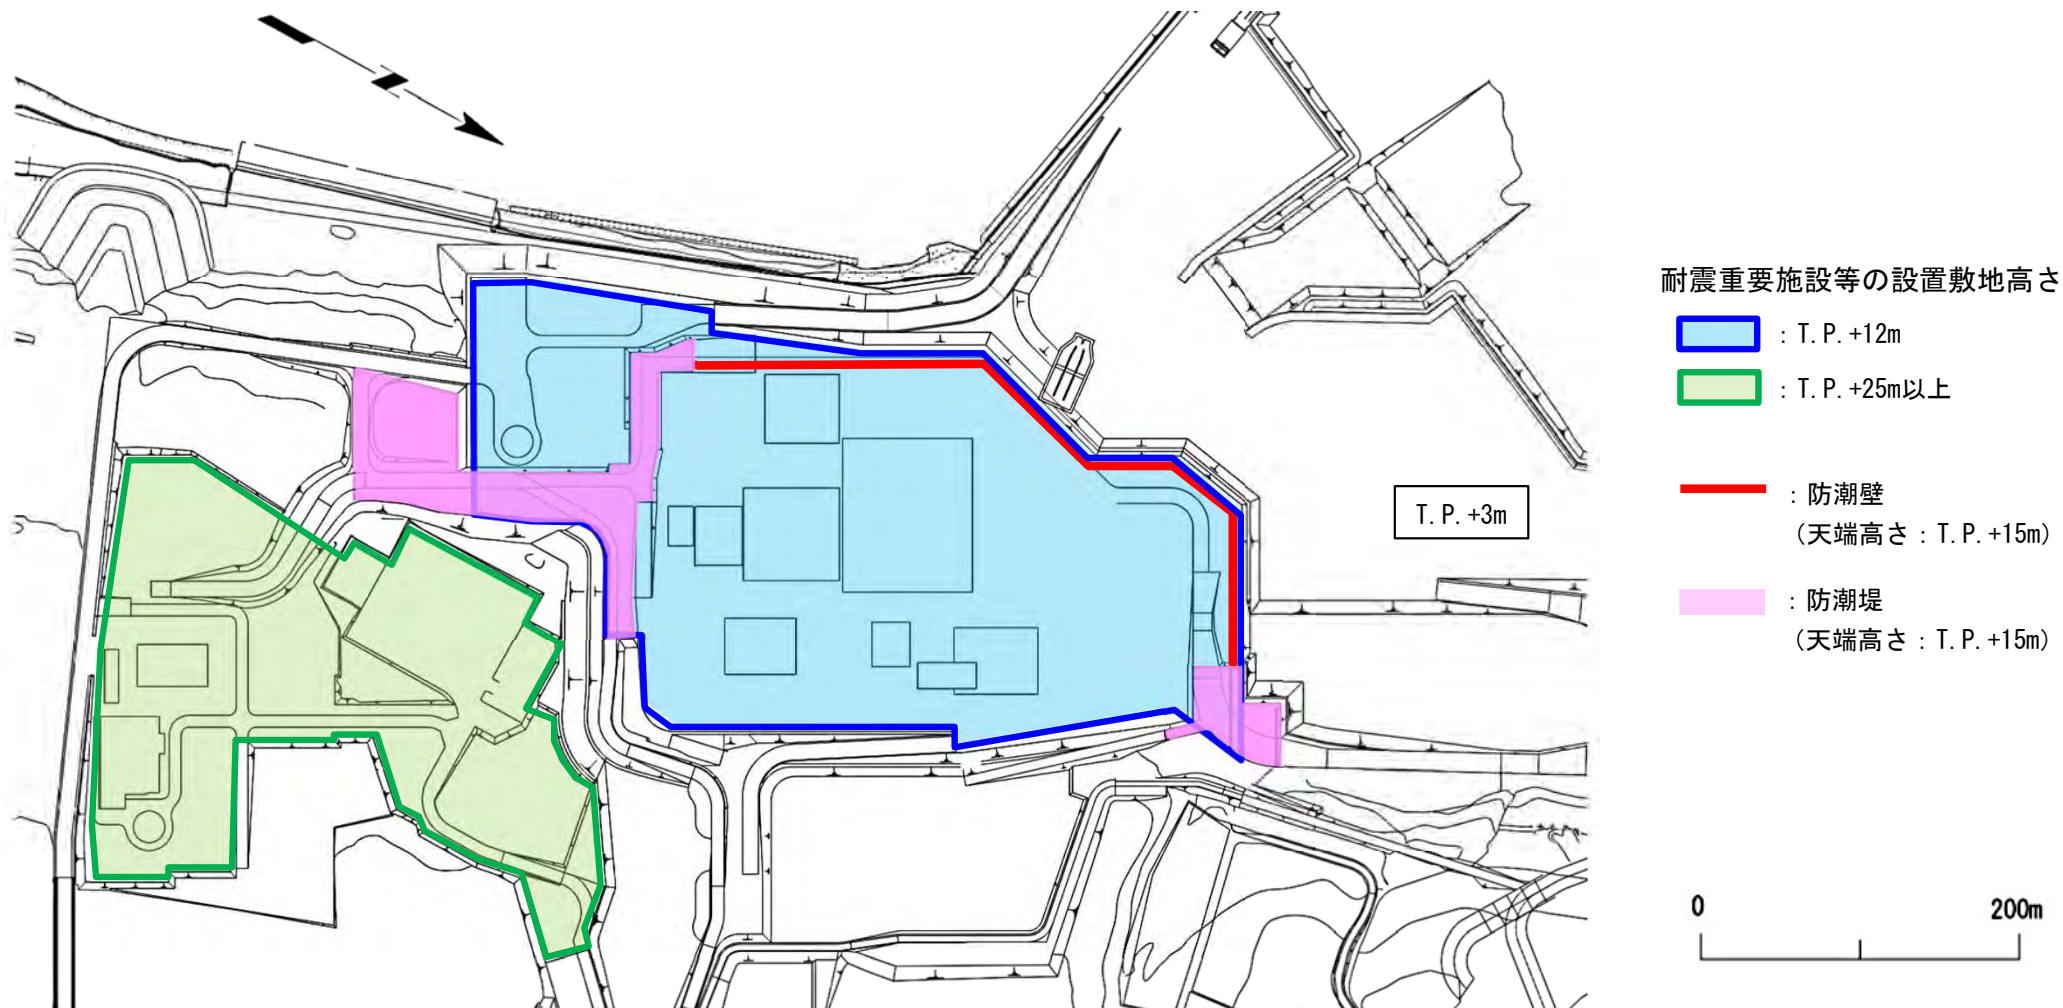 耐震重要施設等の設置敷地高さ
：T.P.+12m
：T.P.+25m以上
T.P.+3m
：防潮壁
（天端高さ：T.P.+15m）
：防潮堤
（天端高さ：T.P.+15m）
0 200m